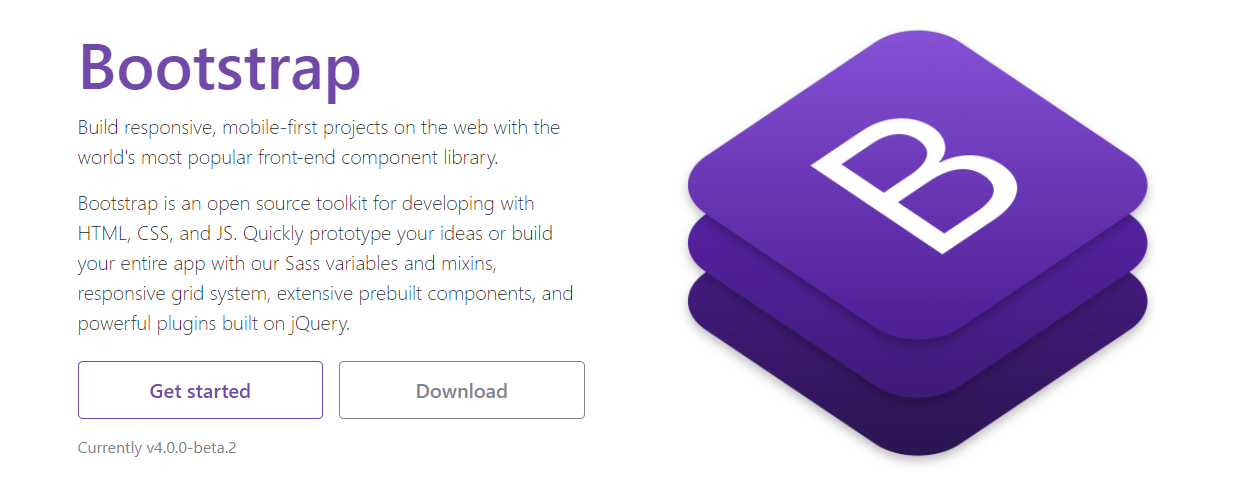 Bootstrap
Build responsive, mobile-first projects on the web with the
world's most popular front-end component library.
Bootstrap is an open source toolkit for developing with
HTML, CSS, and JS. Quickly prototype your ideas or build
your entire app with our Sass variables and mixins,
responsive grid system, extensive prebuilt components, and
powerful plugins built on jQuery.
Get started
Download
Currently v4.0.0-beta.2
B